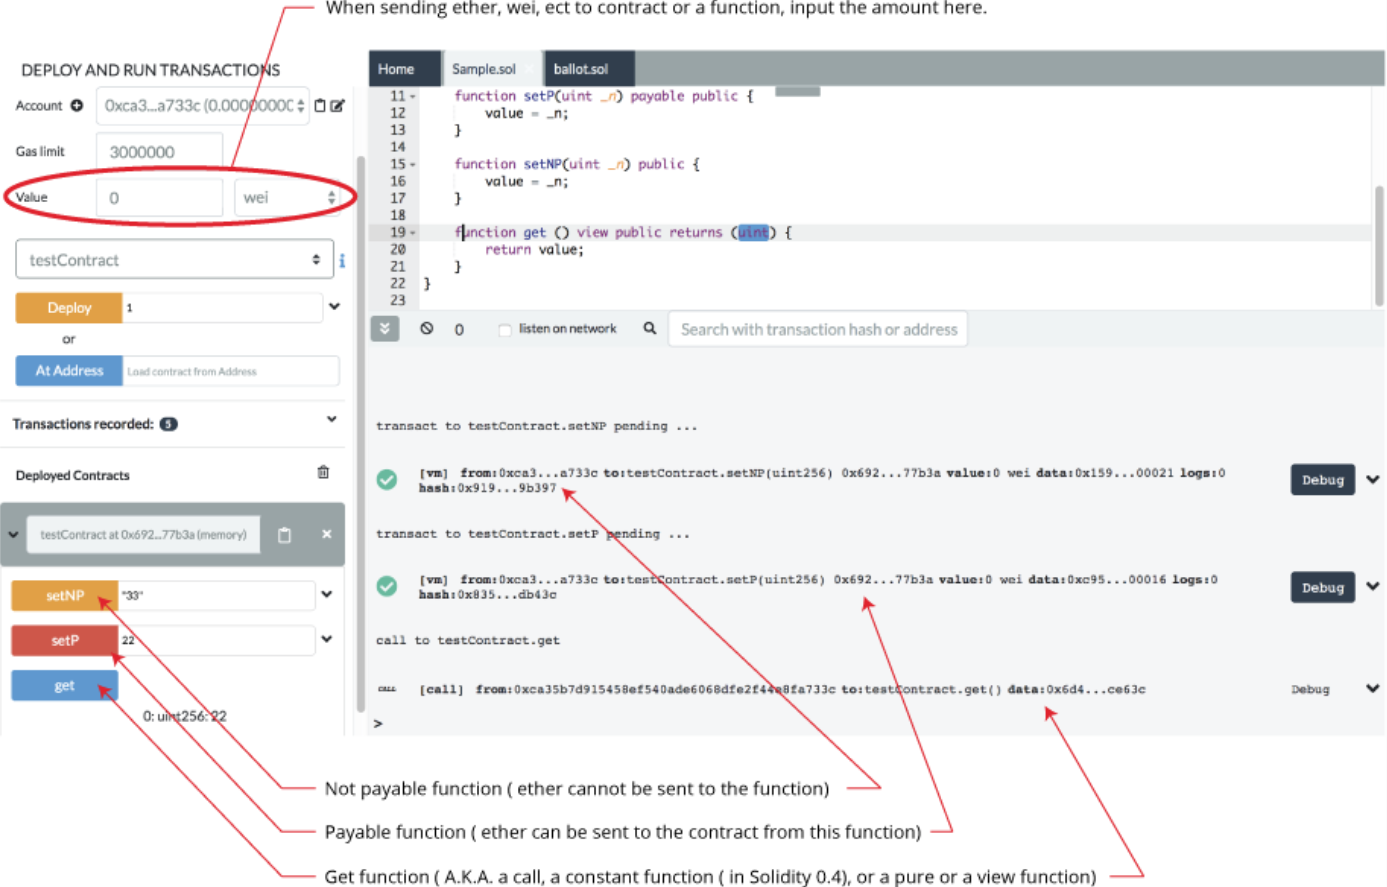 When sending ether, wei, ect to contract or a function, input the amount here.
DEPLOY AND RUN TRANSACTIONS
Account
0xca3...a733c (0.0000000C
Gas limit
3000000
Value
0
wei
testContract
i
Deploy
1
or
At Address
Load contract from Address
Transactions recorded: 5
Deployed Contracts
testContract at 0x692...77b3a (memory)
×
setNP
"33"
setP
22
get
0: uint256: 22
Home
Sample.sol
ballot.sol
11 function setP(uint _n) payable public {
12 value = _n;
13 }
14
15 function setNP(uint _n) public {
16 value = _n;
17 }
18
19 function get () view public returns (uint) {
20 return value;
21 }
22 }
23
0
listen on network
Search with transaction hash or address
transact to testContract.setNP pending ...
[vm] from:0xca3...a733c to:testContract.setNP(uint256) 0x692...77b3a value:0 wei data:0x159...00021 logs:0
hash:0x919...9b397
Debug
transact to testContract.setP pending ...
[vm] from:0xca3...a733c to:testContract.setP(uint256) 0x692...77b3a value:0 wei data:0xc95...00016 logs:0
hash:0x835...db43c
Debug
call to testContract.get
CALL [call] from:0xca35b7d915458ef540ade6068dfe2f44e8fa733c to:testContract.get() data:0x6d4...ce63c
Debug
>
Not payable function ( ether cannot be sent to the function)
Payable function ( ether can be sent to the contract from this function)
Get function ( A.K.A. a call, a constant function ( in Solidity 0.4), or a pure or a view function)